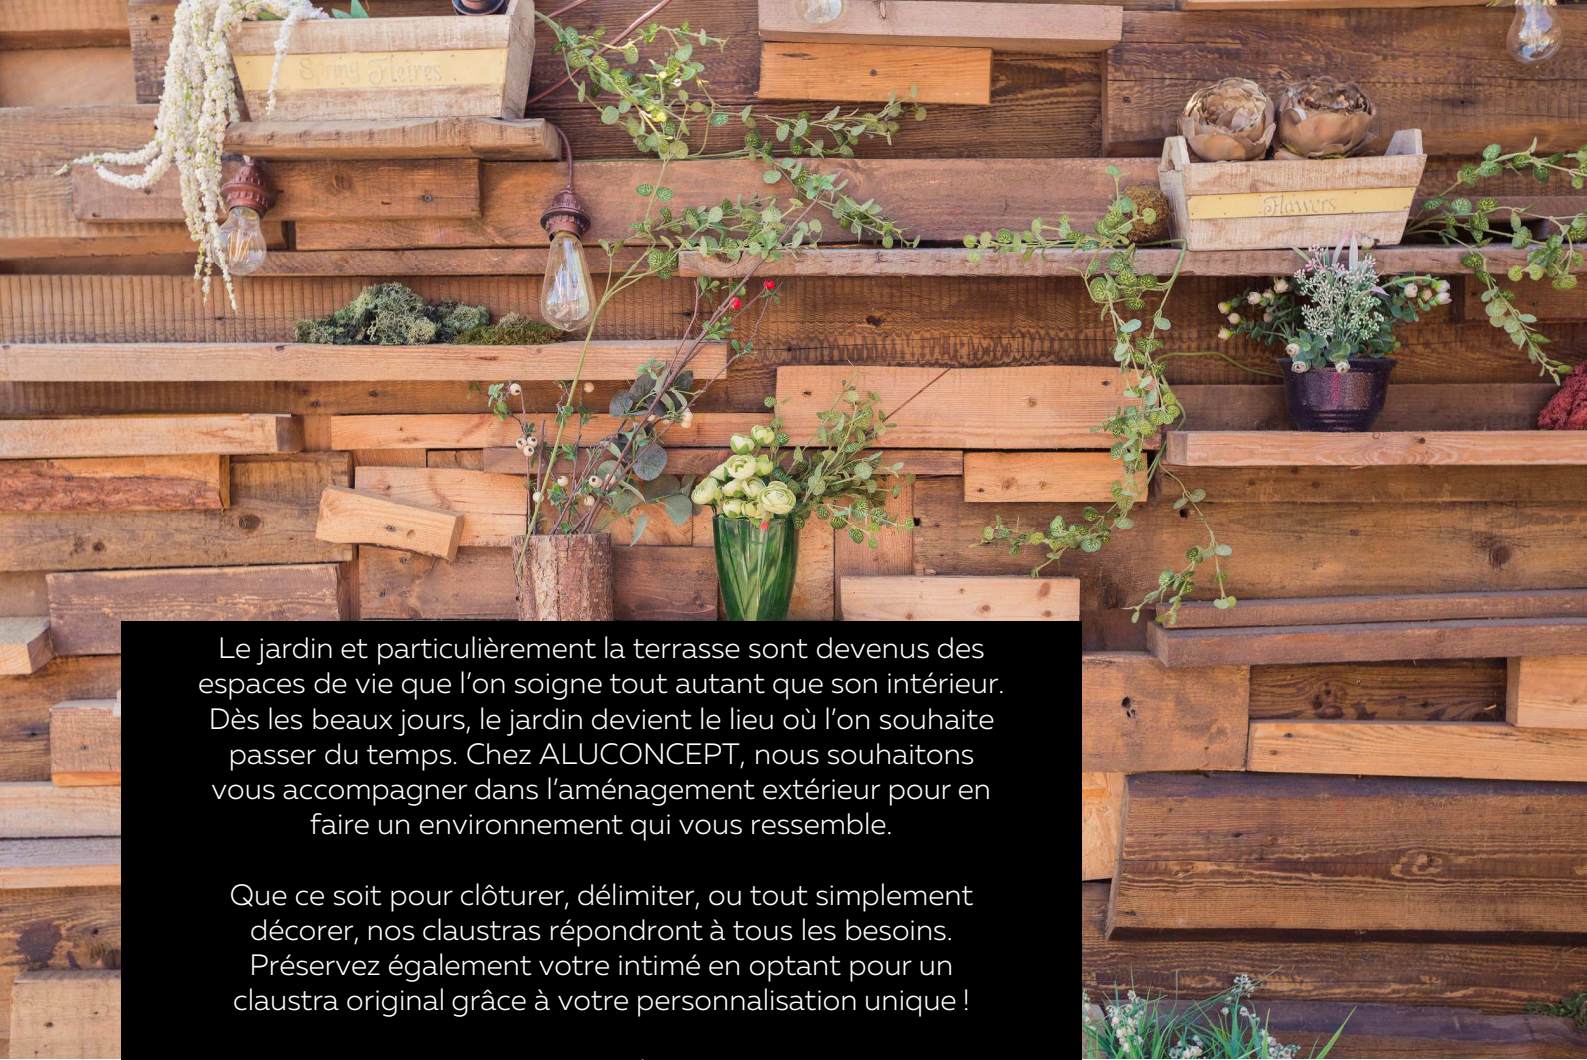 Flowers
Le jardin et particulièrement la terrasse sont devenus des
espaces de vie que l'on soigne tout autant que son intérieur.
Dès les beaux jours, le jardin devient le lieu où l'on souhaite
passer du temps. Chez ALUCONCEPT, nous souhaitons
vous accompagner dans l'aménagement extérieur pour en
faire un environnement qui vous ressemble.
Que ce soit pour clôturer, délimiter, ou tout simplement
décorer, nos claustras répondront à tous les besoins.
Préservez également votre intimé en optant pour un
claustra original grâce à votre personnalisation unique !